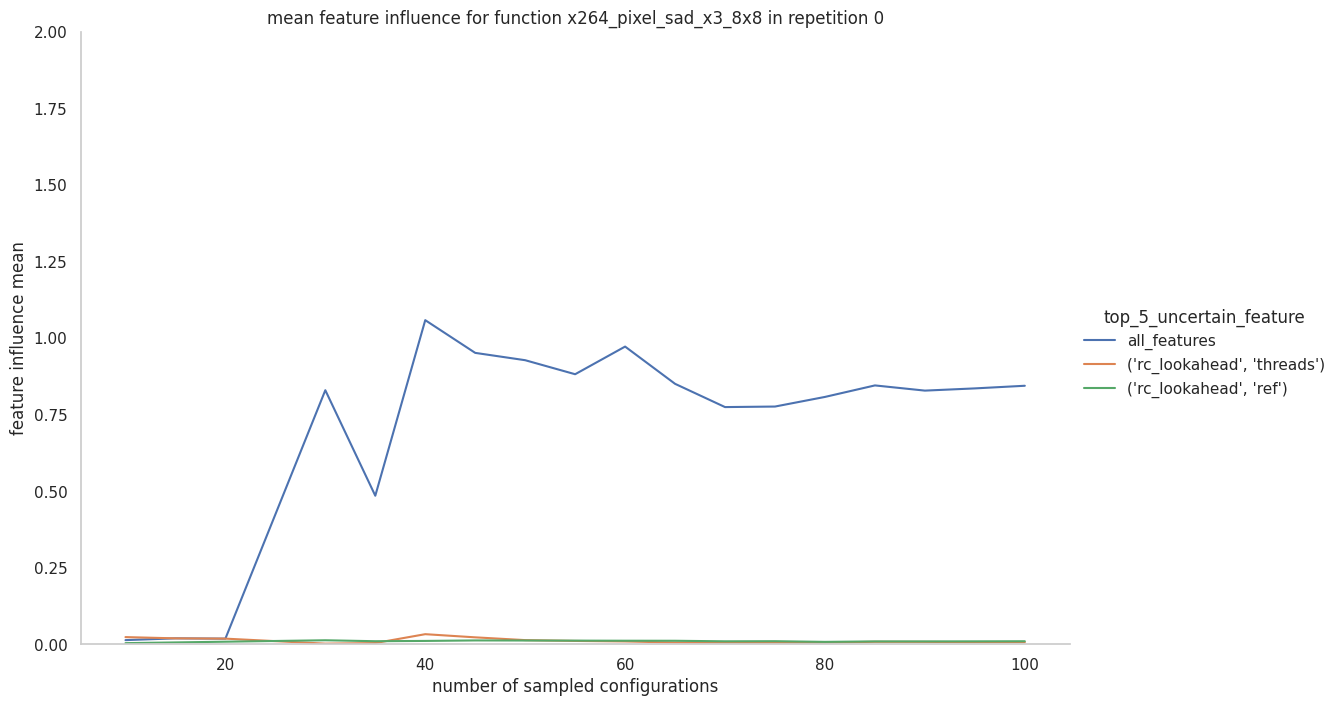 mean feature influence for function x264_pixel_sad_x3_8x8 in repetition 0
2.00
1.75
1.50
1.25
1.00
0.75
0.50
0.25
0.00
feature influence mean
20
40
60
80
100
number of sampled configurations
top_5_uncertain_feature
all_features
('rc_lookahead', 'threads')
('rc_lookahead', 'ref')